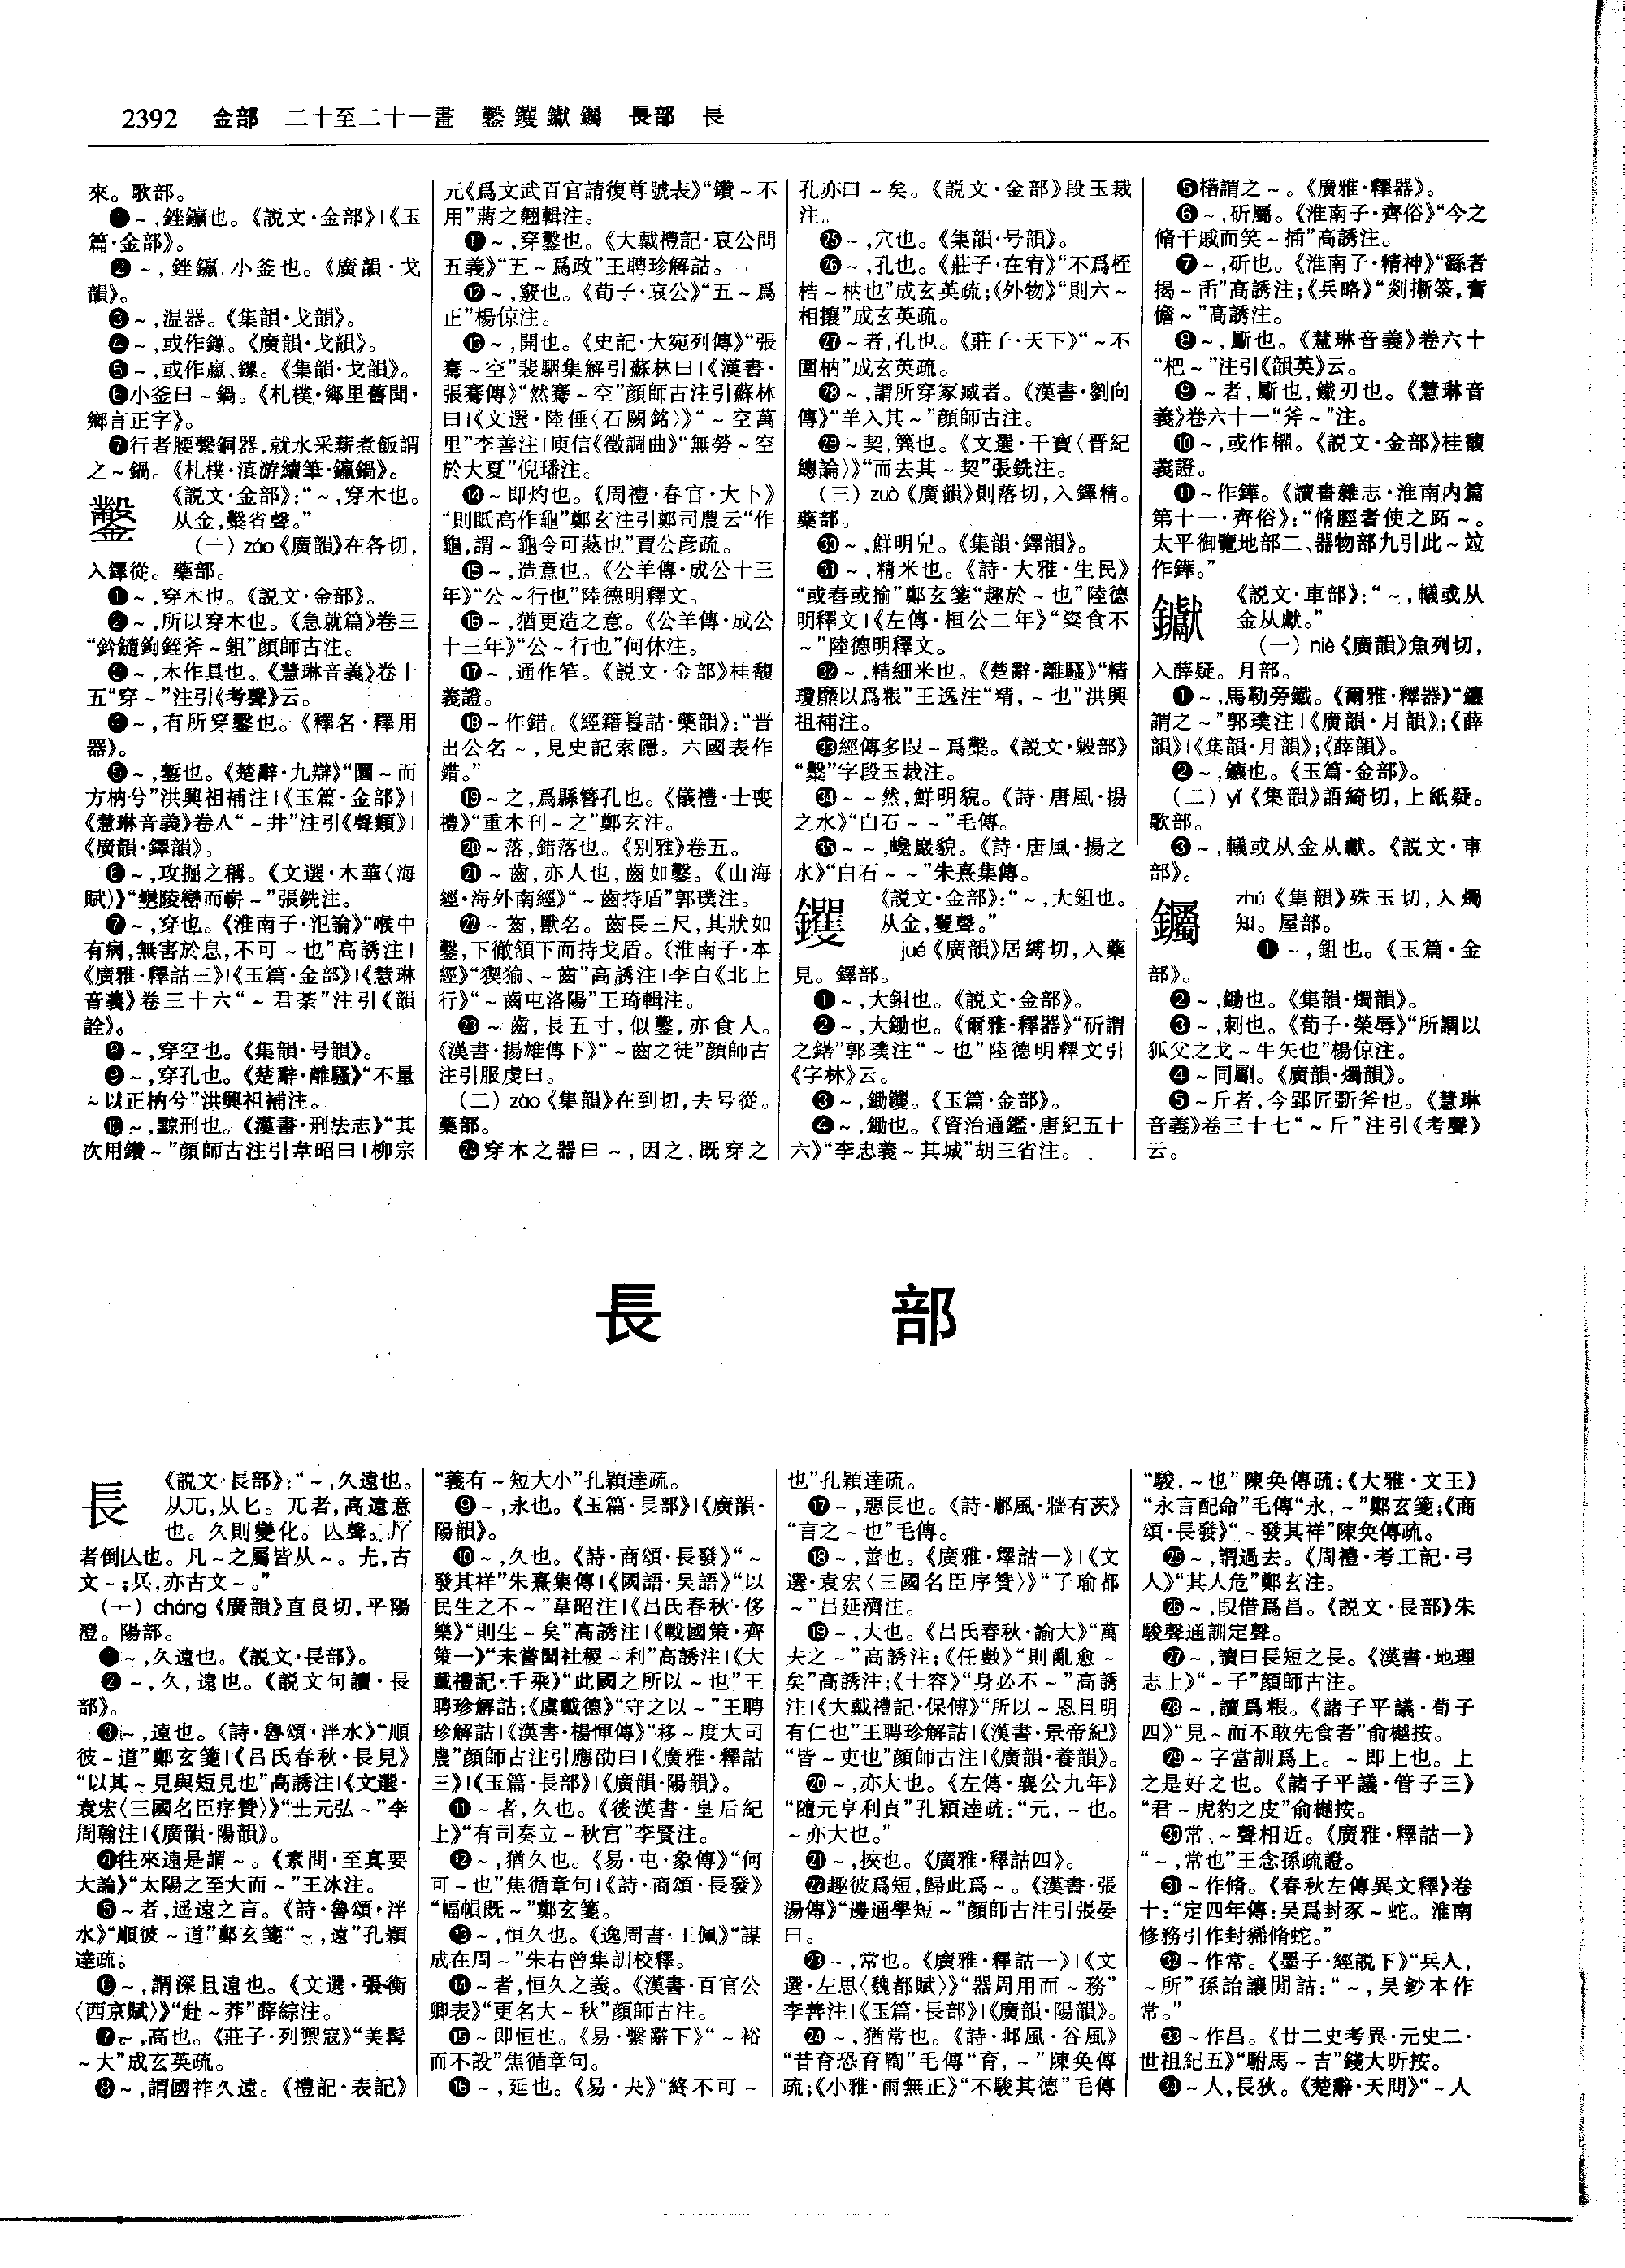 2392 金部 二十至二十一畫 鑿 钁 钀 钃 長部 長
來。歌部。
❶～,銼鑹也。《説文·金部》|《玉
篇·金部》。
❷～,銼鑹,小釜也。《廣韻·戈
韻》。
❸～,温器。《集韻·戈韻》。
❹～,或作鏍。《廣韻·戈韻》。
❺～,或作蠃、鏍。《集韻·戈韻》。
❻小釜曰～鍋。《札樸·鄉里舊聞·
鄉言正字》。
❼行者腰繫銅器,就水采薪煮飯謂
之～鍋。《札樸·滇游續筆·鑹鍋》。
鑿
《説文·金部》:“～,穿木也。
从金,糳省聲。”
(一) záo《廣韻》在各切,
入鐸從。藥部。
❶～,穿木也。《説文·金部》。
❷～,所以穿木也。《急就篇》卷三
“鈐鐀鉤銍斧～鉏”顔師古注。
❸～,木作具也。《慧琳音義》卷十
五“穿～”注引《考聲》云。
❹～,有所穿鑿也。《釋名·釋用
器》。
❺～,鏨也。《楚辭·九辯》“圜～而
方枘兮”洪興祖補注|《玉篇·金部》|
《慧琳音義》卷八“～井”注引《聲類》|
《廣韻·鐸韻》。
❻～,攻掘之稱。《文選·木華〈海
賦〉》“墾陵巒而嶄～”張銑注。
❼～,穿也。《淮南子·氾論》“喉中
有病,無害於息,不可～也”高誘注|
《廣雅·釋詁三》|《玉篇·金部》|《慧琳
音義》卷三十六“～君荼”注引《韻
詮》。
❽～,穿空也。《集韻·号韻》。
❾～,穿孔也。《楚辭·離騷》“不量
～以正枘兮”洪興祖補注。
❿～,黥刑也。《漢書·刑法志》“其
次用鑽～”顔師古注引韋昭曰|柳宗
元《爲文武百官請復尊號表》“鑽～不
用”蔣之翹輯注。
⓫～,穿鑿也。《大戴禮記·哀公問
五義》“五～爲政”王聘珍解詁。
⓬～,竅也。《荀子·哀公》“五～爲
正”楊倞注。
⓭～,開也。《史記·大宛列傳》“張
騫～空”裴駰集解引蘇林曰|《漢書·
張騫傳》“然騫～空”顔師古注引蘇林
曰|《文選·陸倕〈石闕銘〉》“～空萬
里”李善注|庾信《徵調曲》“無勞～空
於大夏”倪璠注。
⓮～即灼也。《周禮·春官·大卜》
“則眂高作龜”鄭玄注引鄭司農云“作
龜,謂～龜令可爇也”賈公彦疏。
⓯～,造意也。《公羊傳·成公十三
年》“公～行也”陸德明釋文。
⓰～,猶更造之意。《公羊傳·成公
十三年》“公～行也”何休注。
⓱～,通作笮。《説文·金部》桂馥
義證。
⓲～作錯。《經籍籑詁·藥韻》:“晋
出公名～,見史記索隱。六國表作
錯。”
⓳～之,爲縣簪孔也。《儀禮·士喪
禮》“重木刊～之”鄭玄注。
⓴～落,錯落也。《别雅》卷五。
㉑～齒,亦人也,齒如鑿。《山海
經·海外南經》“～齒持盾”郭璞注。
㉒～齒,獸名。齒長三尺,其狀如
鑿,下徹頷下而持戈盾。《淮南子·本
經》“猰貐、～齒”高誘注|李白《北上
行》“～齒屯洛陽”王琦輯注。
㉓～齒,長五寸,似鑿,亦食人。
《漢書·揚雄傳下》“～齒之徒”顔師古
注引服虔曰。
(二) zào《集韻》在到切,去号從。
藥部。
㉔穿木之器曰～,因之,既穿之
孔亦曰～矣。《説文·金部》段玉裁
注。
㉕～,穴也。《集韻·号韻》。
㉖～,孔也。《莊子·在宥》“不爲桎
梏～枘也”成玄英疏;《外物》“則六～
相攘”成玄英疏。
㉗～者,孔也。《莊子·天下》“～不
圍枘”成玄英疏。
㉘～,謂所穿冢臧者。《漢書·劉向
傳》“羊入其～”顔師古注。
㉙～契,龔也。《文選·干寶〈晉紀
總論〉》“而去其～契”張銑注。
(三) zuò《廣韻》則落切,入鐸精。
藥部。
㉚～,鮮明皃。《集韻·鐸韻》。
㉛～,精米也。《詩·大雅·生民》
“或舂或揄”鄭玄箋“趣於～也”陸德
明釋文|《左傳·桓公二年》“粢食不
～”陸德明釋文。
㉜～,精細米也。《楚辭·離騷》“精
瓊爢以爲粻”王逸注“精,～也”洪興
祖補注。
㉝經傳多叚～爲糳。《説文·毇部》
“糳”字段玉裁注。
㉞～～然,鮮明貌。《詩·唐風·揚
之水》“白石～～”毛傳。
㉟～～,巉巖貌。《詩·唐風·揚之
水》“白石～～”朱熹集傳。
钁
《説文·金部》:“～,大鉏也。
从金,矍聲。”
jué《廣韻》居縛切,入藥
見。鐸部。
❶～,大鉏也。《説文·金部》。
❷～,大鋤也。《爾雅·釋器》“斫謂
之鐯”郭璞注“～也”陸德明釋文引
《字林》云。
❸～,鋤钁。《玉篇·金部》。
❹～,鋤也。《資治通鑑·唐紀五十
六》“李忠義～其城”胡三省注。
❺櫡謂之～。《廣雅·釋器》。
❻～,斫屬。《淮南子·齊俗》“今之
脩干戚而笑～插”高誘注。
❼～,斫也。《淮南子·精神》“繇者
揭～臿”高誘注;《兵略》“剡摲筡,奮
儋～”高誘注。
❽～,斸也。《慧琳音義》卷六十
“杷～”注引《韻英》云。
❾～者,斸也,鐵刃也。《慧琳音
義》卷六十一“斧～”注。
❿～,或作欔。《説文·金部》桂馥
義證。
⓫～作鏵。《讀書雜志·淮南内篇
第十一·齊俗》:“脩脛者使之跖～。
太平御覽地部二、器物部九引此～竝
作鏵。”
钀
《説文·車部》:“～,轙或从
金从獻。”
(一) niè《廣韻》魚列切,
入薛疑。月部。
❶～,馬勒旁鐵。《爾雅·釋器》“鑣
謂之～”郭璞注|《廣韻·月韻》;《薛
韻》|《集韻·月韻》;《薛韻》。
❷～,鑣也。《玉篇·金部》。
(二) yǐ《集韻》語綺切,上紙疑。
歌部。
❸～,轙或从金从獻。《説文·車
部》。
钃
zhú《集韻》殊玉切,入燭
知。屋部。
❶～,鉏也。《玉篇·金
部》。
❷～,鋤也。《集韻·燭韻》。
❸～,刺也。《荀子·榮辱》“所謂以
狐父之戈～牛矢也”楊倞注。
❹～同劚。《廣韻·燭韻》。
❺～斤者,今郢匠斲斧也。《慧琳
音義》卷三十七“～斤”注引《考聲》
云。
長 部
長
《説文·長部》:“～,久遠也。
从兀,从匕。兀者,高遠意
也。久則變化。亾聲。
者倒亾也。凡～之屬皆从～。
文～;亦古文～。”
(一) cháng《廣韻》直良切,平陽
澄。陽部。
❶～,久遠也。《説文·長部》。
❷～,久,遠也。《説文句讀·長
部》。
❸～,遠也。《詩·魯頌·泮水》“順
彼～道”鄭玄箋|《吕氏春秋·長見》
“以其～見與短見也”高誘注|《文選·
袁宏〈三國名臣序贊〉》“士元弘～”李
周翰注|《廣韻·陽韻》。
❹往來遠是謂～。《素問·至真要
大論》“太陽之至大而～”王冰注。
❺～者,遥遠之言。《詩·魯頌·泮
水》“順彼～道”鄭玄箋“～,遠”孔穎
達疏。
❻～,謂深且遠也。《文選·張衡
〈西京賦〉》“赴～莽”薛綜注。
❼～,高也。《莊子·列禦寇》“美髯
～大”成玄英疏。
❽～,謂國祚久遠。《禮記·表記》
“義有～短大小”孔穎達疏。
❾～,永也。《玉篇·長部》|《廣韻·
陽韻》。
❿～,久也。《詩·商頌·長發》“～
發其祥”朱熹集傳|《國語·吴語》“以
民生之不～”韋昭注|《吕氏春秋·侈
樂》“則生～矣”高誘注|《戰國策·齊
策一》“未嘗聞社稷～利”高誘注|《大
戴禮記·千乘》“此國之所以～也”王
聘珍解詁;《虞戴德》“守之以～”王聘
珍解詁|《漢書·楊惲傳》“移～度大司
農”顔師古注引應劭曰|《廣雅·釋詁
三》|《玉篇·長部》|《廣韻·陽韻》。
⓫～者,久也。《後漢書·皇后紀
上》“有司奏立～秋宫”李賢注。
⓬～,猶久也。《易·屯·象傳》“何
可～也”焦循章句|《詩·商頌·長發》
“幅幀既～”鄭玄箋。
⓭～,恒久也。《逸周書·王佩》“謀
成在周～”朱右曾集訓校釋。
⓮～者,恒久之義。《漢書·百官公
卿表》“更名大～秋”顔師古注。
⓯～即恒也。《易·繫辭下》“～裕
而不設”焦循章句。
⓰～,延也。《易·夬》“終不可～
也”孔穎達疏。
⓱～,惡長也。《詩·鄘風·牆有茨》
“言之～也”毛傳。
⓲～,善也。《廣雅·釋詁一》|《文
選·袁宏〈三國名臣序贊〉》“子瑜都
～”吕延濟注。
⓳～,大也。《吕氏春秋·諭大》“萬
夫之～”高誘注;《任數》“則亂愈～
矣”高誘注;《士容》“身必不～”高誘
注|《大戴禮記·保傅》“所以～恩且明
有仁也”王聘珍解詁|《漢書·景帝紀》
“皆～吏也”顔師古注|《廣韻·養韻》。
⓴～,亦大也。《左傳·襄公九年》
“隨元亨利貞”孔穎達疏:“元,～也。
～亦大也。”
㉑～,挾也。《廣雅·釋詁四》。
㉒趣彼爲短,歸此爲～。《漢書·張
湯傳》“邊通學短～”顔師古注引張晏
曰。
㉓～,常也。《廣雅·釋詁一》|《文
選·左思〈魏都賦〉》“器周用而～務”
李善注|《玉篇·長部》|《廣韻·陽韻》。
㉔～,猶常也。《詩·邶風·谷風》
“昔育恐育鞫”毛傳“育,～”陳奂傳
疏;《小雅·雨無正》“不駿其德”毛傳
“駿,～也”陳奂傳疏;《大雅·文王》
“永言配命”毛傳“永,～”鄭玄箋;《商
頌·長發》“～發其祥”陳奂傳疏。
㉕～,謂過去。《周禮·考工記·弓
人》“其人危”鄭玄注。
㉖～,叚借爲昌。《説文·長部》朱
駿聲通訓定聲。
㉗～,讀曰長短之長。《漢書·地理
志上》“～子”顔師古注。
㉘～,讀爲粻。《諸子平議·荀子
四》“見～而不敢先食者”俞樾按。
㉙～字當訓爲上。～即上也。上
之是好之也。《諸子平議·管子三》
“君～虎豹之皮”俞樾按。
㉚常、～聲相近。《廣雅·釋詁一》
“～,常也”王念孫疏證。
㉛～作脩。《春秋左傳異文釋》卷
十:“定四年傳:吴爲封豕～蛇。淮南
修務引作封豨脩蛇。”
㉜～作常。《墨子·經説下》“兵人,
～所”孫詒讓閒詁:“～,吴鈔本作
常。”
㉝～作昌。《廿二史考異·元史二·
世祖紀五》“駙馬～吉”錢大昕按。
㉞～人,長狄。《楚辭·天問》“～人